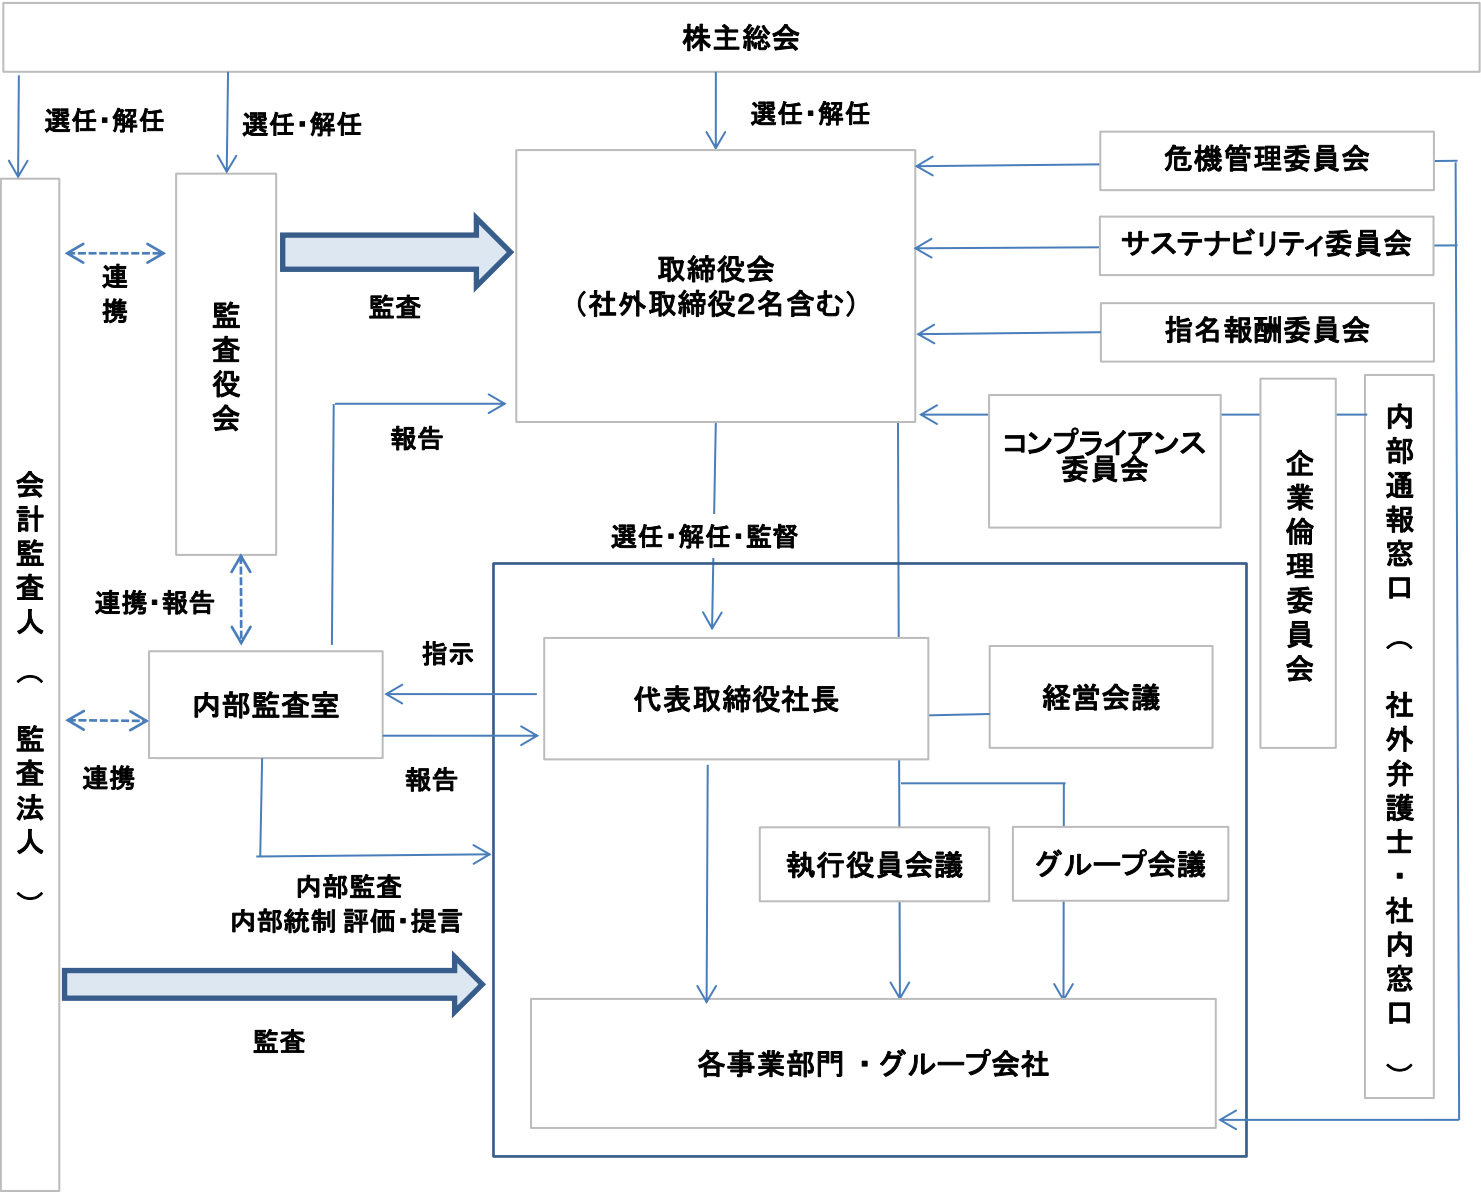 株主総会
選任・解任
選任・解任
選任・解任
危機管理委員会
サステナビリティ委員会
指名報酬委員会
取締役会
（社外取締役２名含む）
連携
監査
監査役会
報告
コンプライアンス
委員会
企業倫理委員会
内部通報窓口（社外弁護士・社内窓口）
会計監査人（監査法人）
選任・解任・監督
連携・報告
指示
内部監査室
代表取締役社長
経営会議
連携
報告
執行役員会議
グループ会議
内部監査
内部統制 評価・提言
監査
各事業部門 ・グループ会社